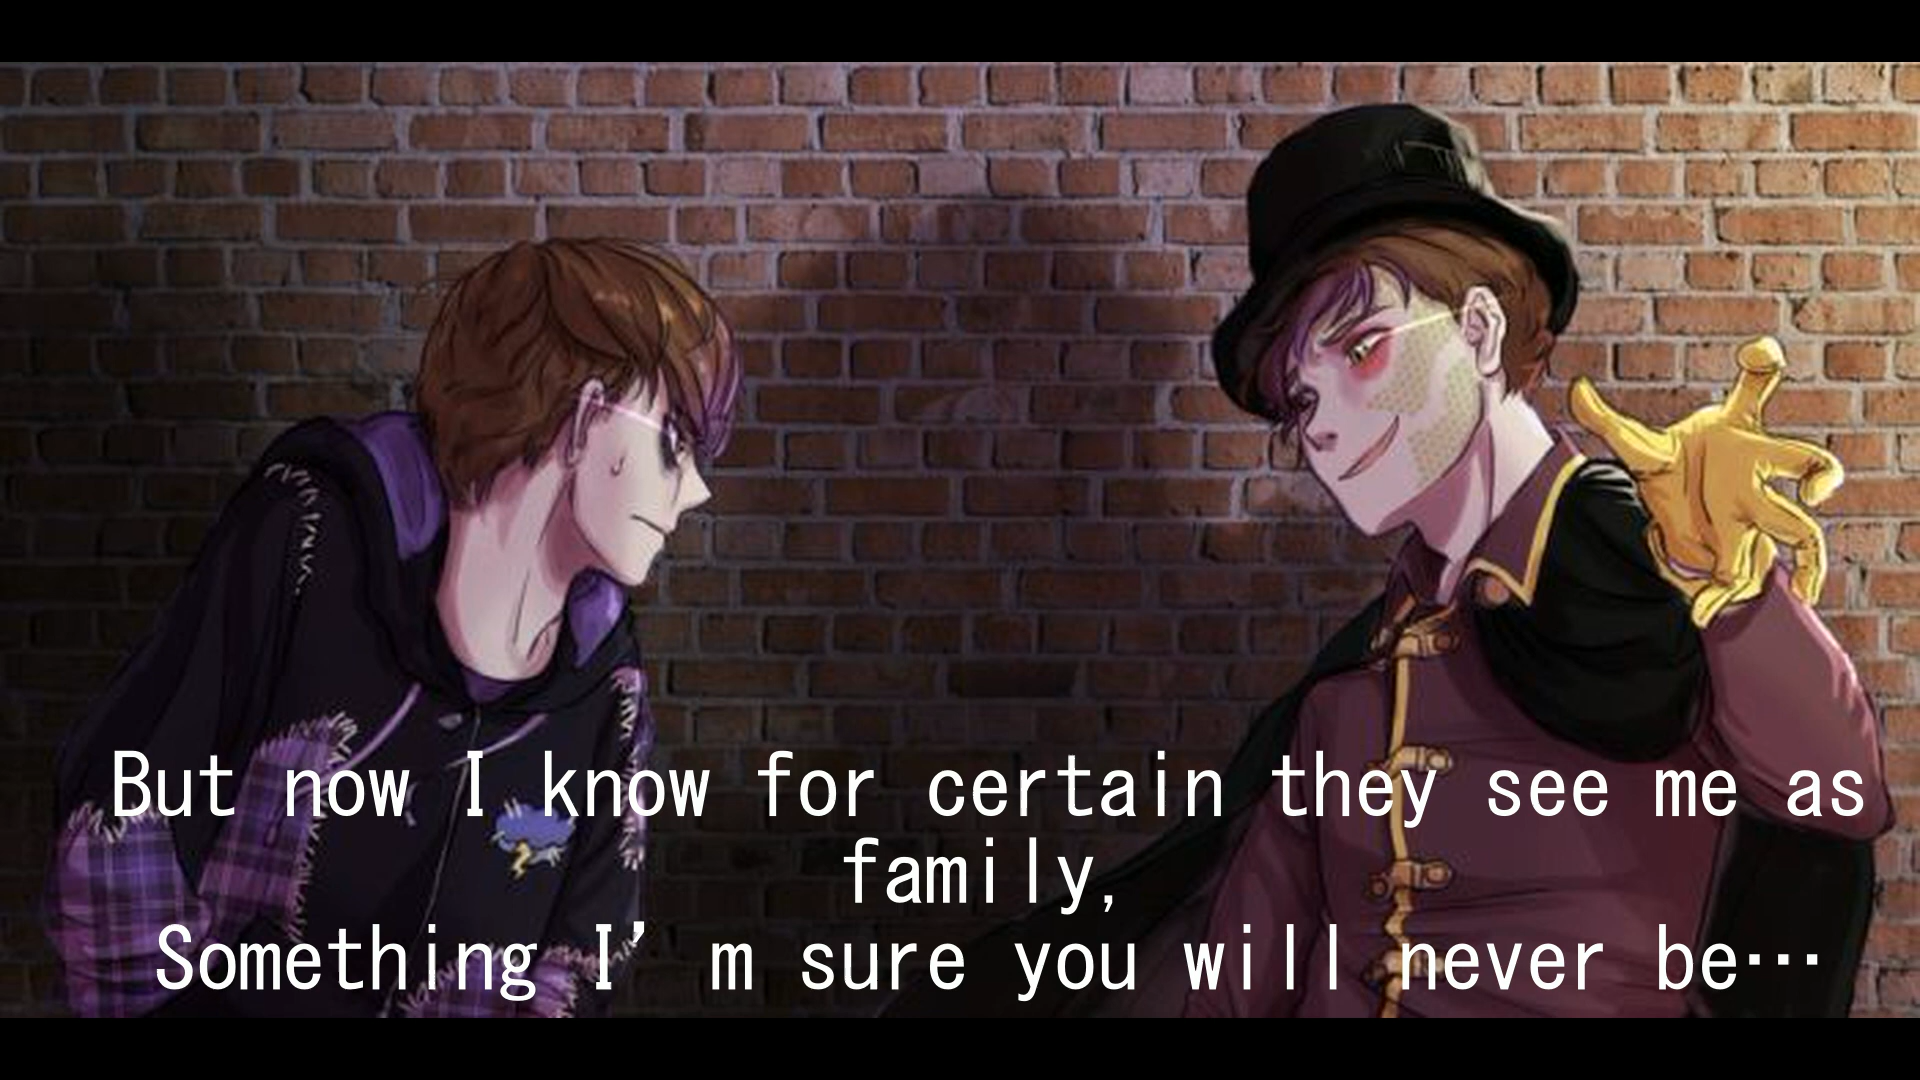 But now I know for certain they see me as
family,
Something I’m sure you will never be…